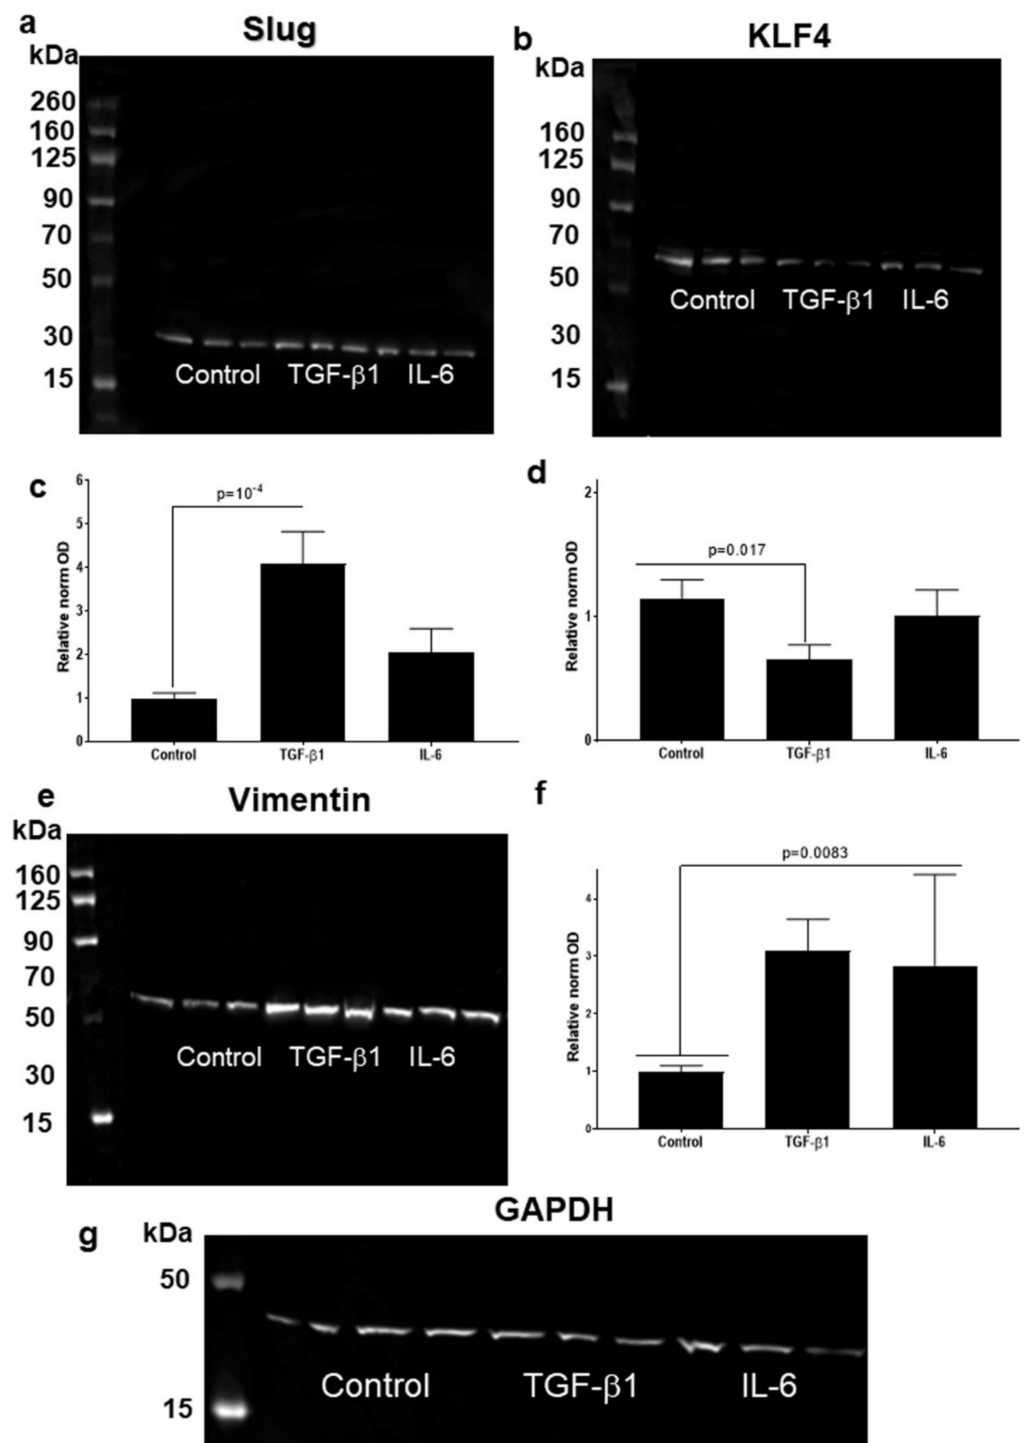 a
Slug
kDa
260
160
125
90
70
50
30
15
Control TGF-β1 IL-6
b
KLF4
kDa
160
125
90
70
50
30
15
Control TGF-β1 IL-6
c
Relative norm OD
6
5
4
3
2
1
0
p=10⁻⁴
Control TGF-β1 IL-6
d
Relative norm OD
2
1
0
p=0.017
Control TGF-β1 IL-6
e
Vimentin
kDa
160
125
90
70
50
30
15
Control TGF-β1 IL-6
f
Relative norm OD
4
3
2
1
0
p=0.0083
Control TGF-β1 IL-6
g
GAPDH
kDa
50
15
Control TGF-β1 IL-6